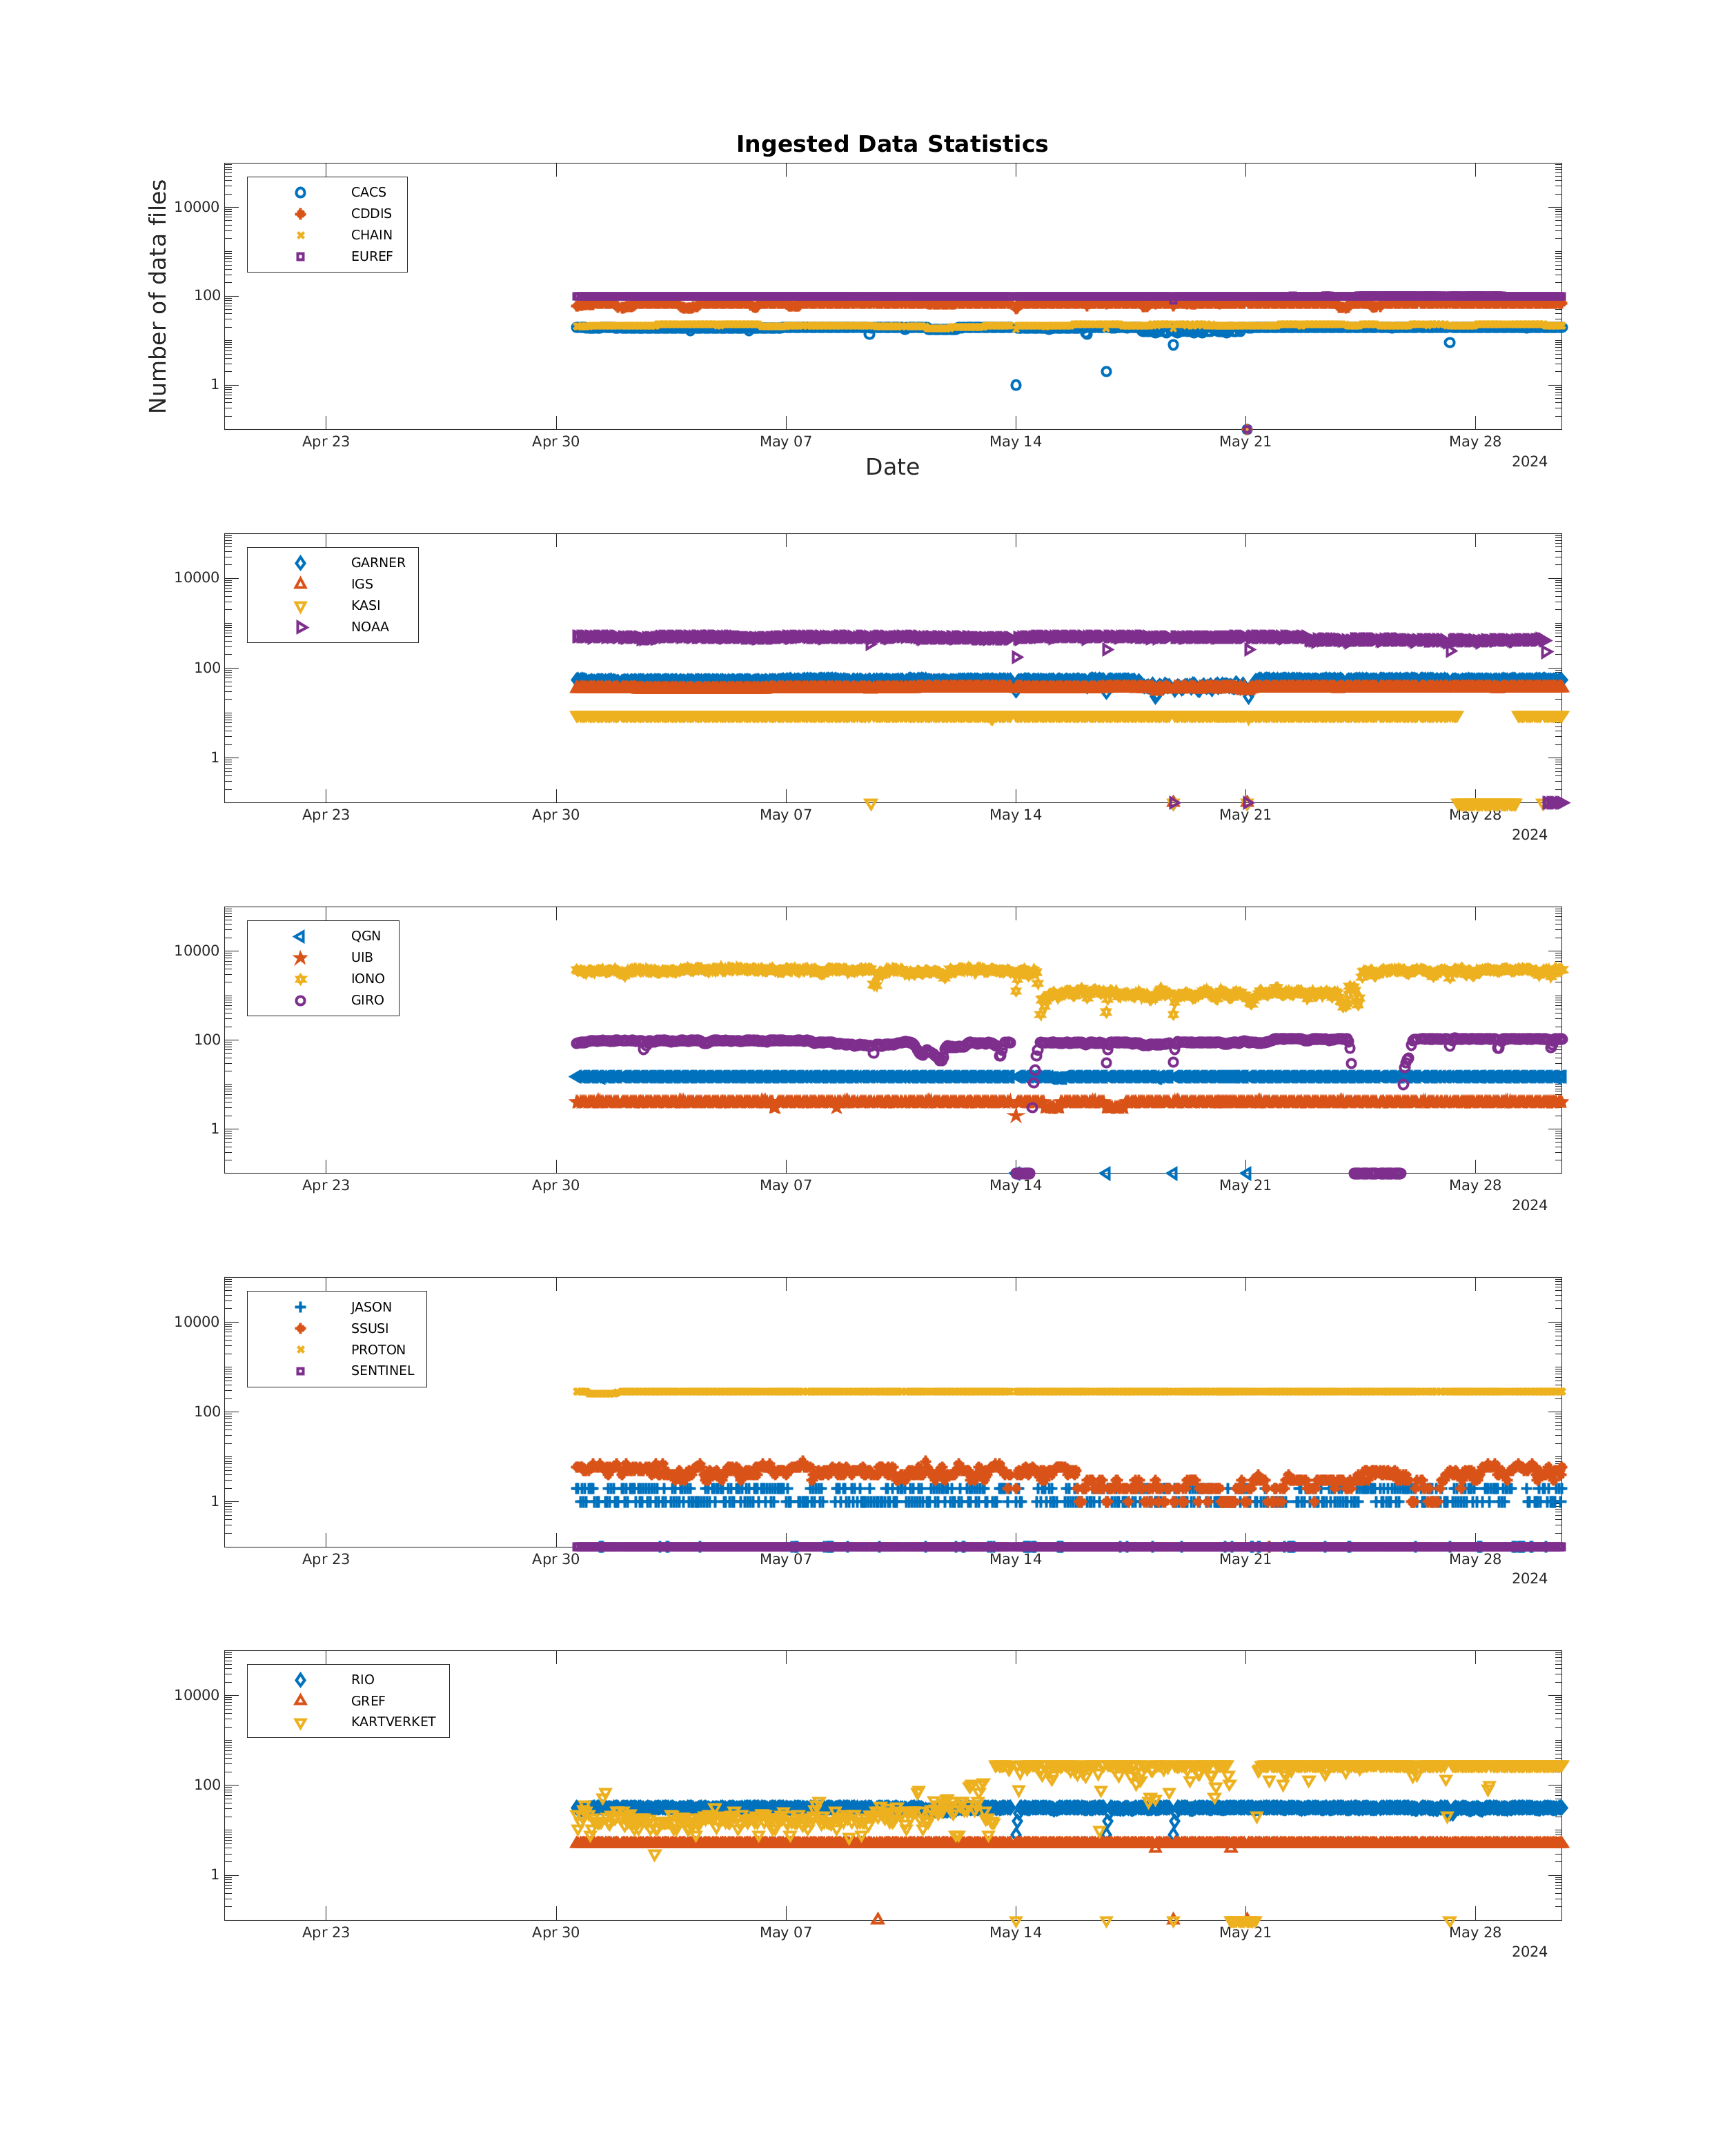 Ingested Data Statistics
Number of data files
CACS
CDDIS
CHAIN
EUREF
10000
100
1
Apr 23 Apr 30 May 07 May 14 May 21 May 28
2024
Date
GARNER
IGS
KASI
NOAA
10000
100
1
Apr 23 Apr 30 May 07 May 14 May 21 May 28
2024
QGN
UIB
IONO
GIRO
10000
100
1
Apr 23 Apr 30 May 07 May 14 May 21 May 28
2024
JASON
SSUSI
PROTON
SENTINEL
10000
100
1
Apr 23 Apr 30 May 07 May 14 May 21 May 28
2024
RIO
GREF
KARTVERKET
10000
100
1
Apr 23 Apr 30 May 07 May 14 May 21 May 28
2024